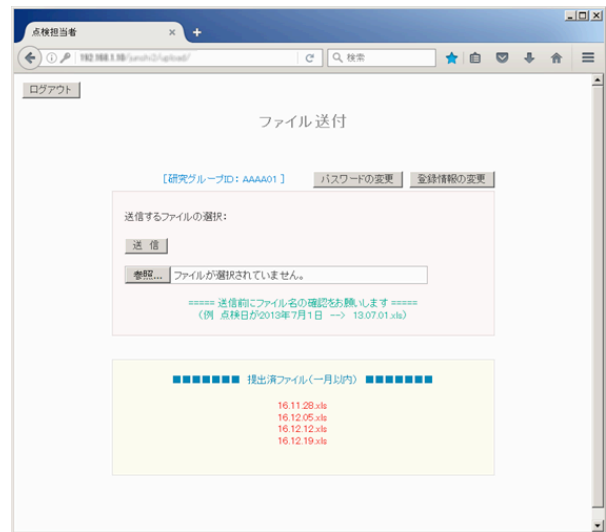 点検担当者
検索
ログアウト
ファイル送付
[研究グループID: AAAA01 ]
パスワードの変更
登録情報の変更
送信するファイルの選択:
送 信
参照... ファイルが選択されていません。
===== 送信前にファイル名の確認をお願いします =====
(例 点検日が2013年7月1日 --> 13.07.01.xls)
■■■■■■■ 提出済ファイル(一月以内) ■■■■■■■
16.11.28.xls
16.12.05.xls
16.12.12.xls
16.12.19.xls